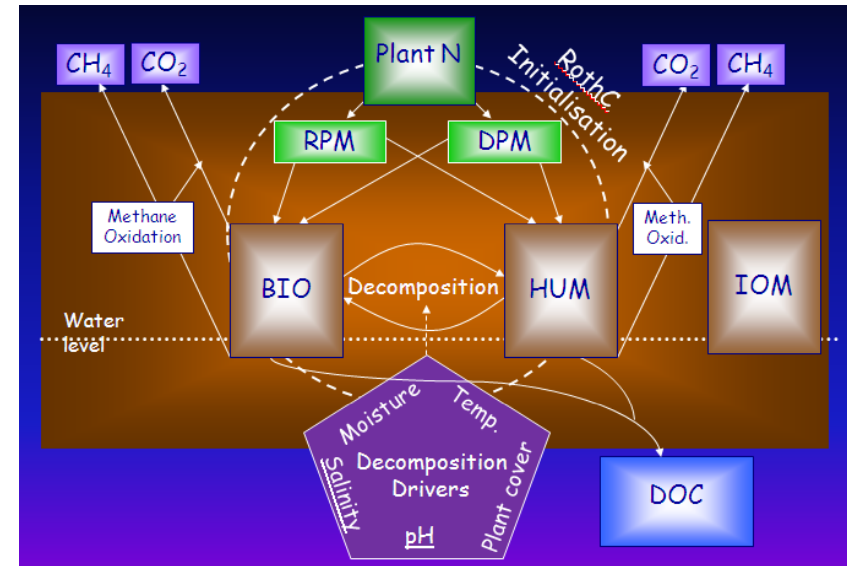 CH₄
CO₂
Plant N
RothC
Initialisation
CO₂
CH₄
RPM
DPM
Methane
Oxidation
Meth.
Oxid.
BIO
Decomposition
HUM
IOM
Water
level
Moisture
Temp.
Salinity
Decomposition
Drivers
Plant cover
pH
DOC